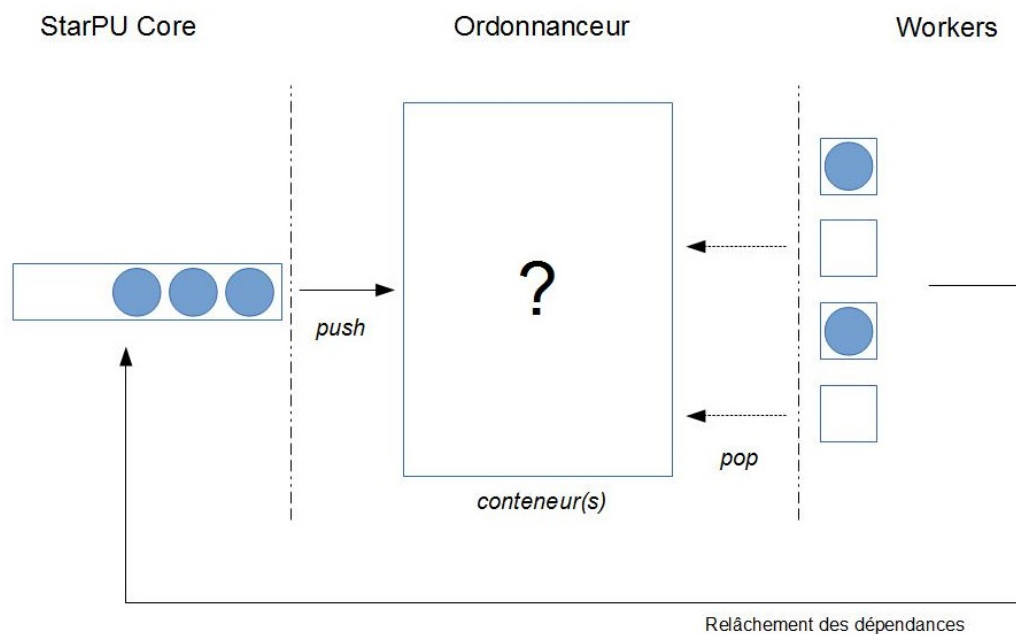 StarPU Core
Ordonnanceur
Workers
?
push
pop
conteneur(s)
Relâchement des dépendances